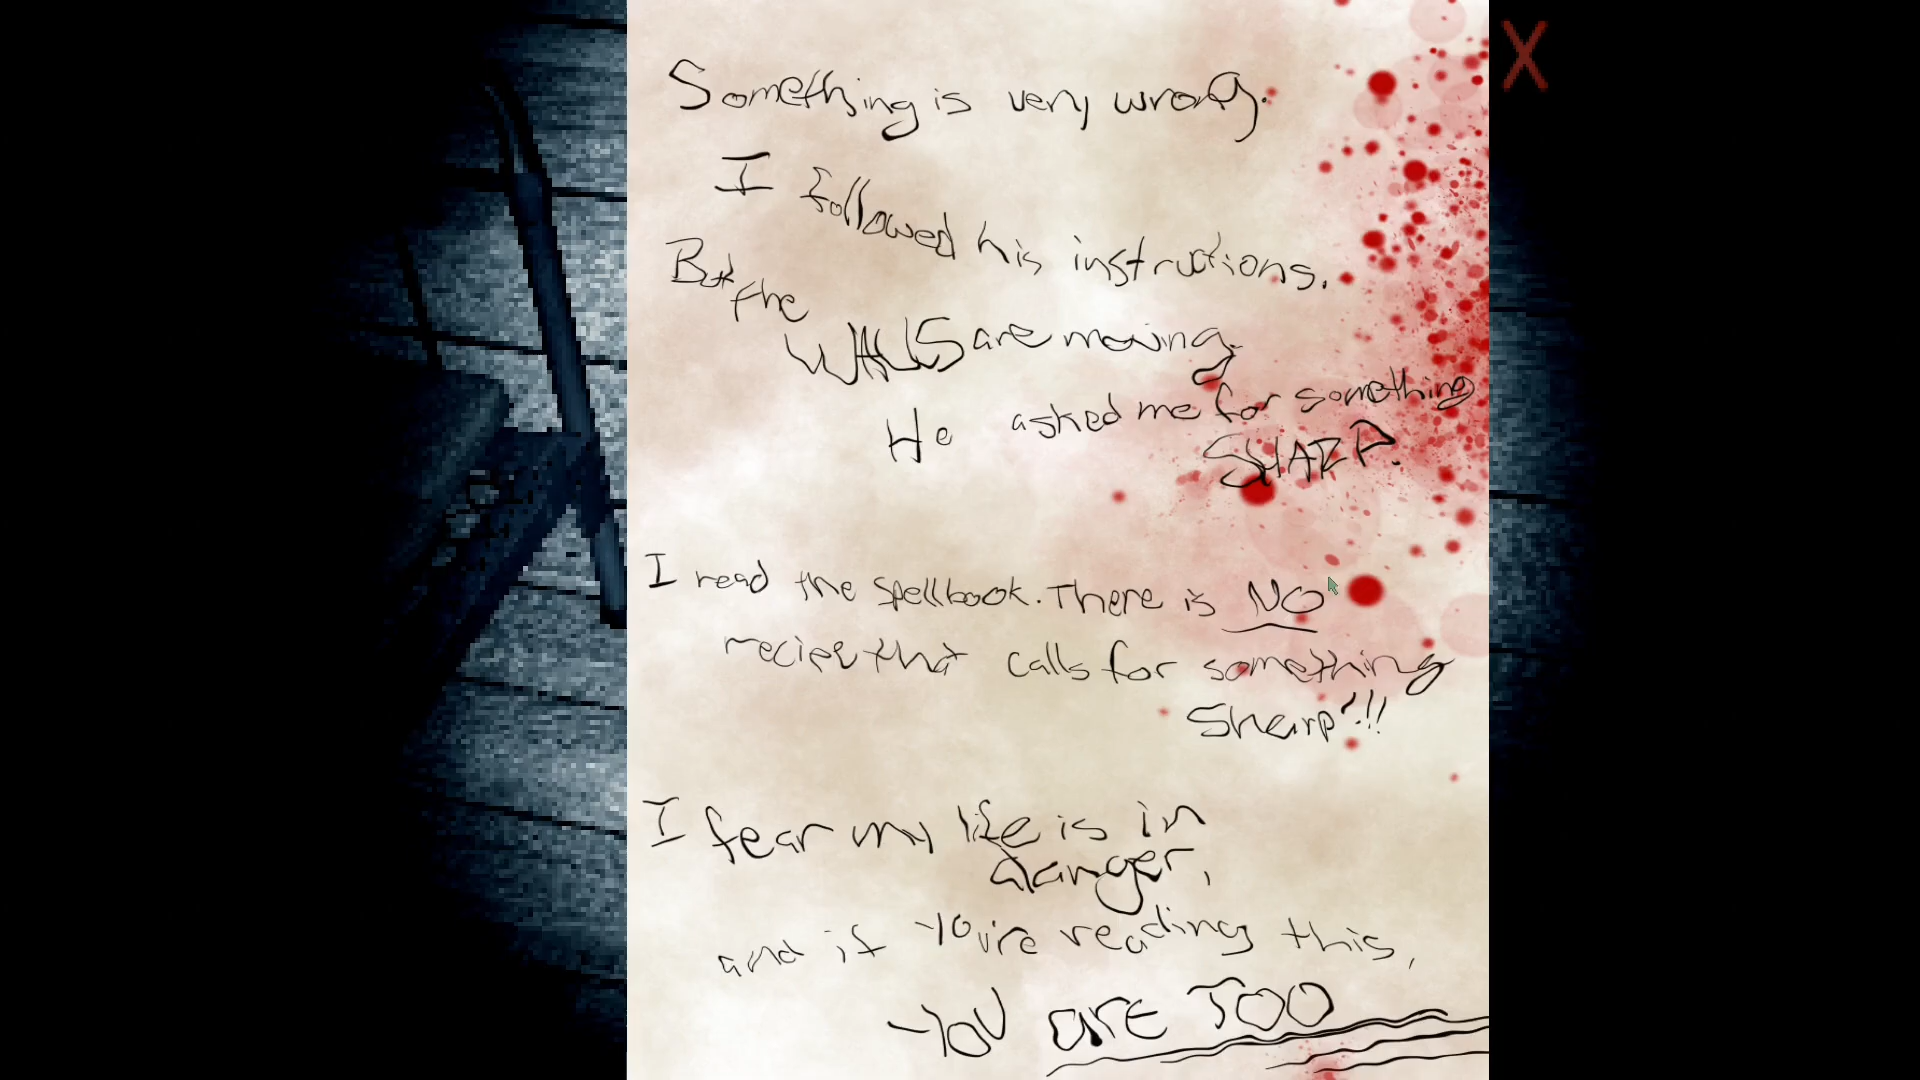 Something is very wrong.
I followed his instructions.
But the
WALLS are moving.
He asked me for something
SHARP.
I read the spellbook. There is NO
recipe that calls for something
Sharp!!!
I fear my life is in
danger,
and if you're reading this,
YOU are TOO
X